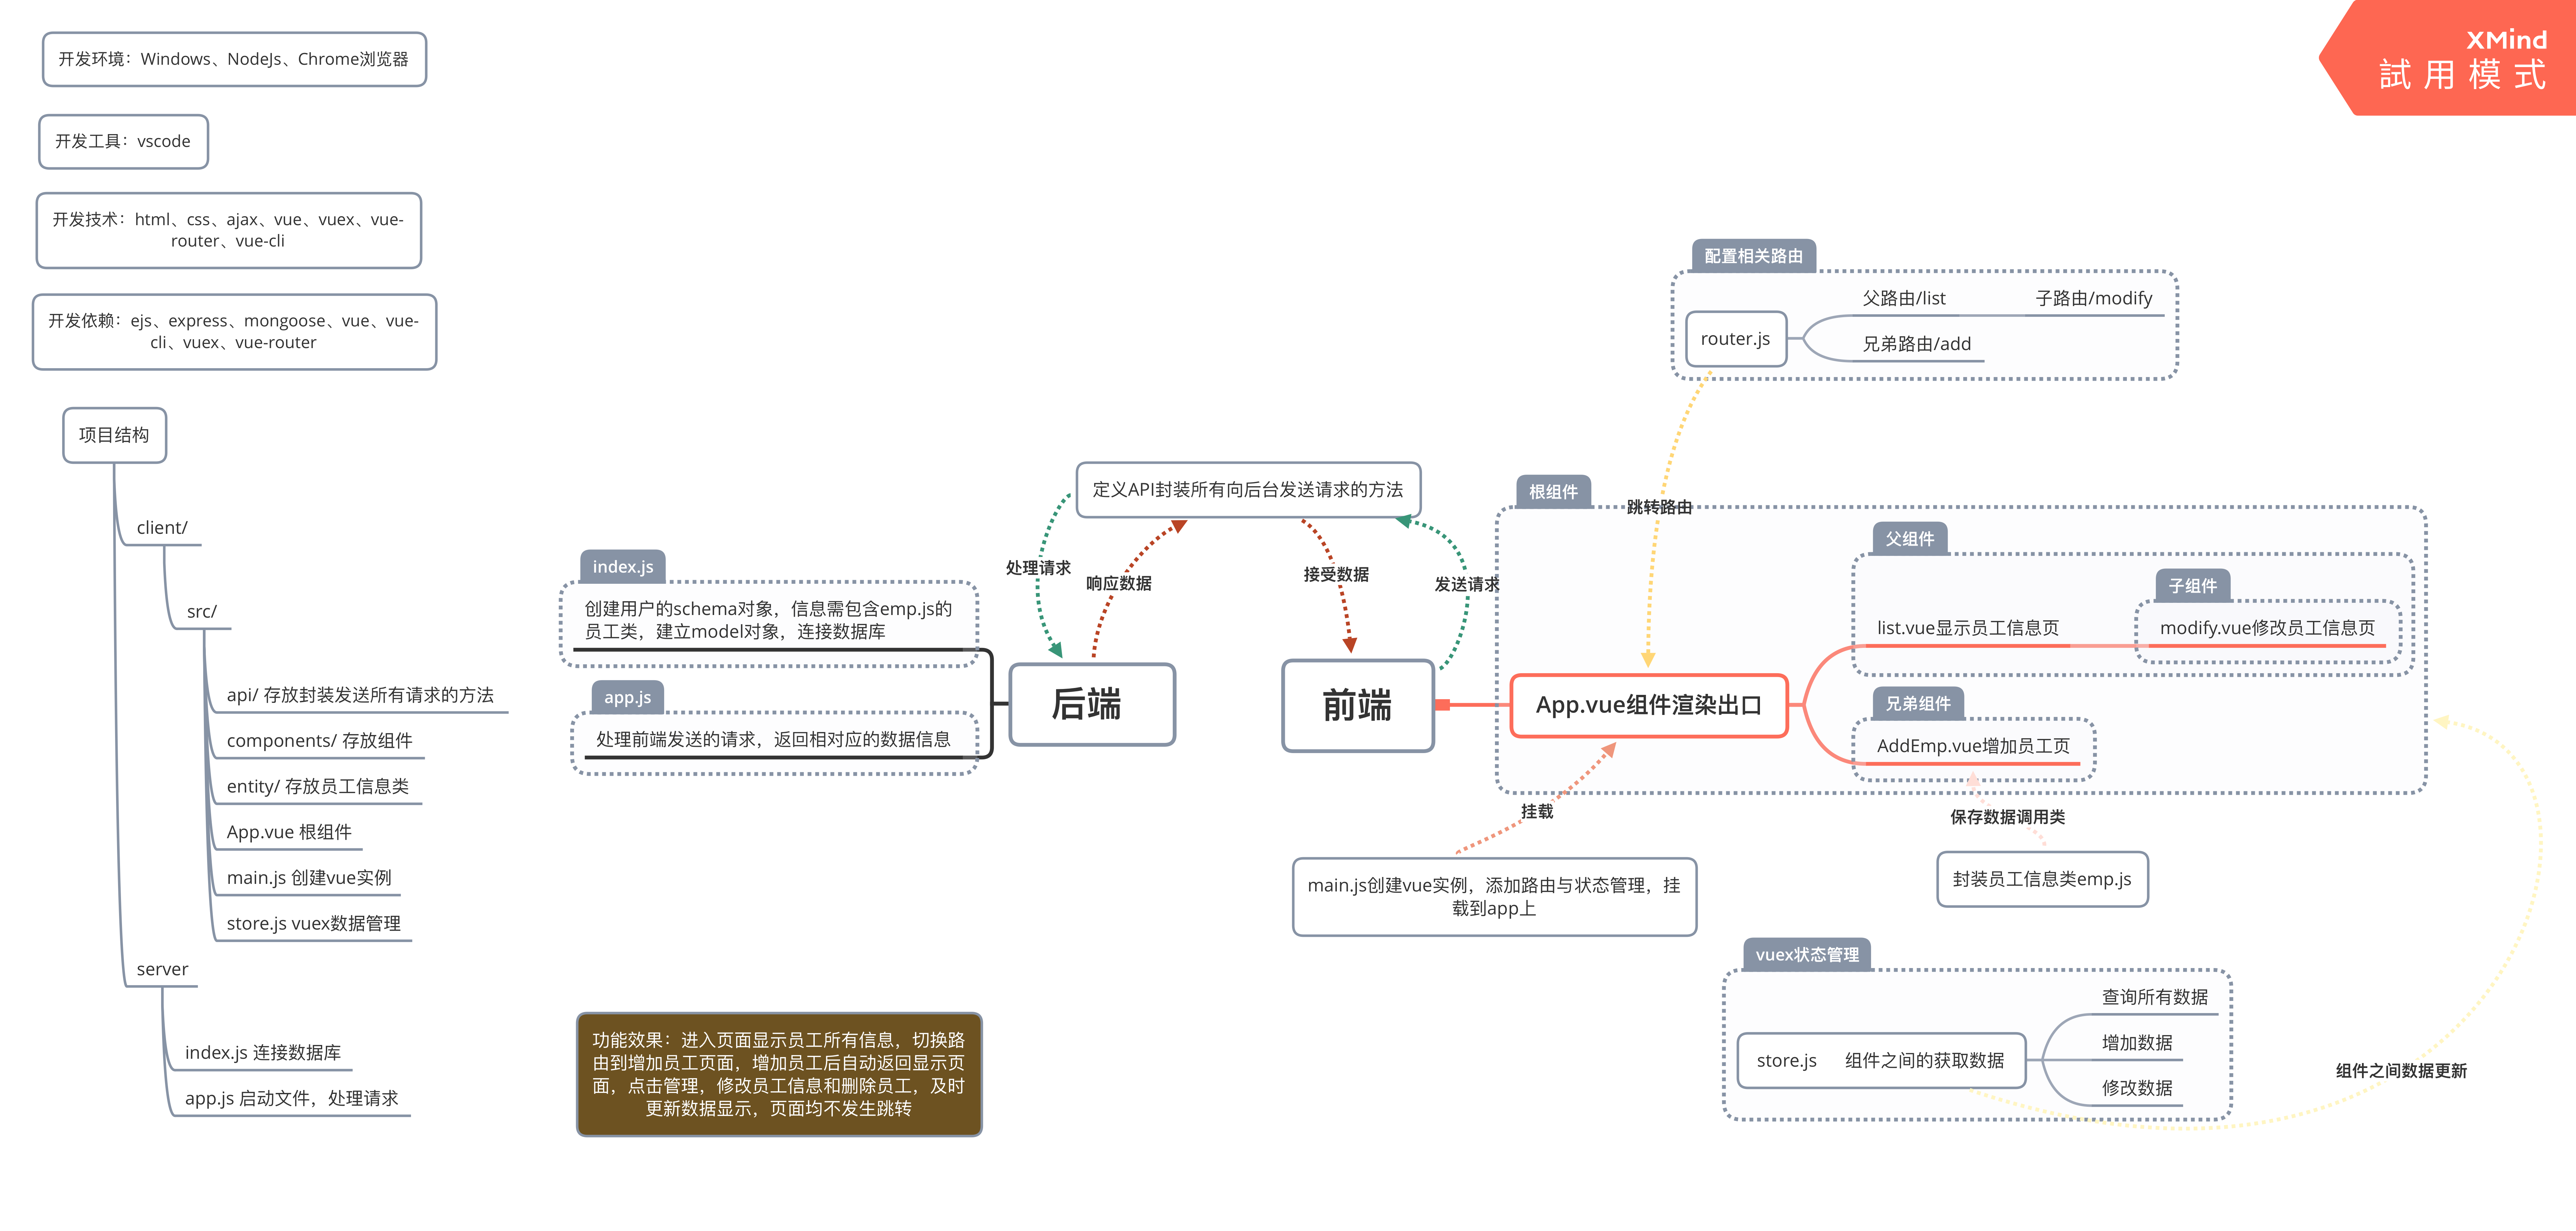 XMind
試用模式
开发环境：Windows、NodeJs、Chrome浏览器
开发工具：vscode
开发技术：html、css、ajax、vue、vuex、vue-
router、vue-cli
开发依赖：ejs、express、mongoose、vue、vue-
cli、vuex、vue-router
项目结构
client/
src/
api/ 存放封装发送所有请求的方法
components/ 存放组件
entity/ 存放员工信息类
App.vue 根组件
main.js 创建vue实例
store.js vuex数据管理
server
index.js 连接数据库
app.js 启动文件，处理请求
index.js
创建用户的schema对象，信息需包含emp.js的
员工类，建立model对象，连接数据库
app.js
处理前端发送的请求，返回相对应的数据信息
后端
定义API封装所有向后台发送请求的方法
处理请求
响应数据
接受数据
发送请求
前端
配置相关路由
router.js
父路由/list
子路由/modify
兄弟路由/add
跳转路由
根组件
App.vue组件渲染出口
父组件
list.vue显示员工信息页
子组件
modify.vue修改员工信息页
兄弟组件
AddEmp.vue增加员工页
挂载
main.js创建vue实例，添加路由与状态管理，挂
载到app上
保存数据调用类
封装员工信息类emp.js
vuex状态管理
store.js 组件之间的获取数据
查询所有数据
增加数据
修改数据
组件之间数据更新
功能效果：进入页面显示员工所有信息，切换路
由到增加员工页面，增加员工后自动返回显示页
面，点击管理，修改员工信息和删除员工，及时
更新数据显示，页面均不发生跳转